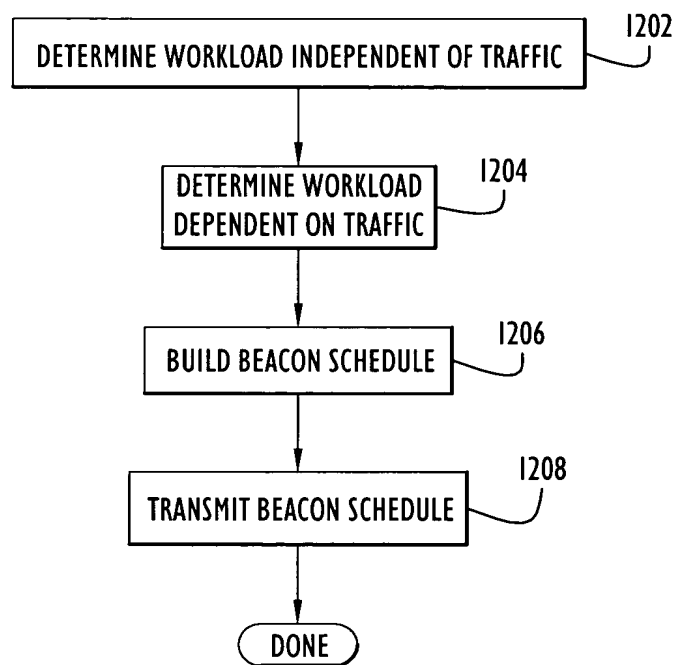 1202
DETERMINE WORKLOAD INDEPENDENT OF TRAFFIC
1204
DETERMINE WORKLOAD
DEPENDENT ON TRAFFIC
1206
BUILD BEACON SCHEDULE
1208
TRANSMIT BEACON SCHEDULE
DONE